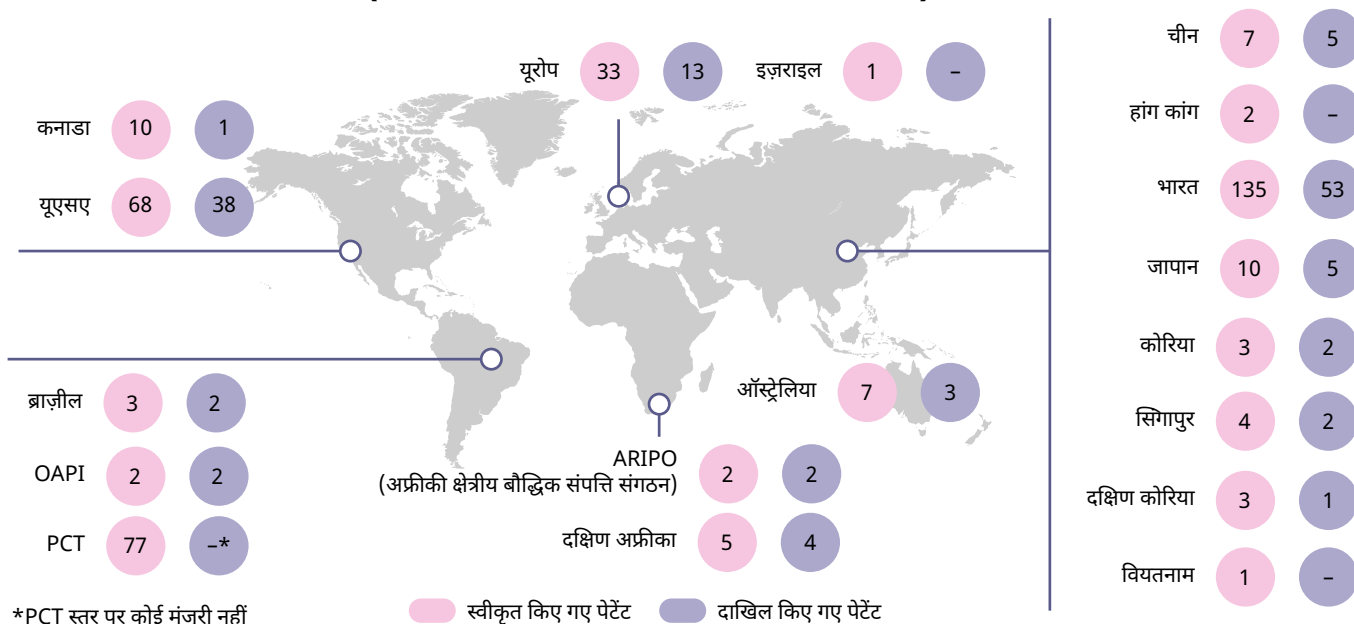 यूरोप 33 13 इज़राइल 1 –
कनाडा 10 1
यूएसए 68 38
ब्राज़ील 3 2
OAPI 2 2
PCT 77 –*
*PCT स्तर पर कोई मंजूरी नहीं
ऑस्ट्रेलिया 7 3
ARIPO
(अफ्रीकी क्षेत्रीय बौद्धिक संपत्ति संगठन) 2 2
दक्षिण अफ्रीका 5 4
स्वीकृत किए गए पेटेंट दाखिल किए गए पेटेंट
चीन 7 5
हांग कांग 2 –
भारत 135 53
जापान 10 5
कोरिया 3 2
सिंगापुर 4 2
दक्षिण कोरिया 3 1
वियतनाम 1 –